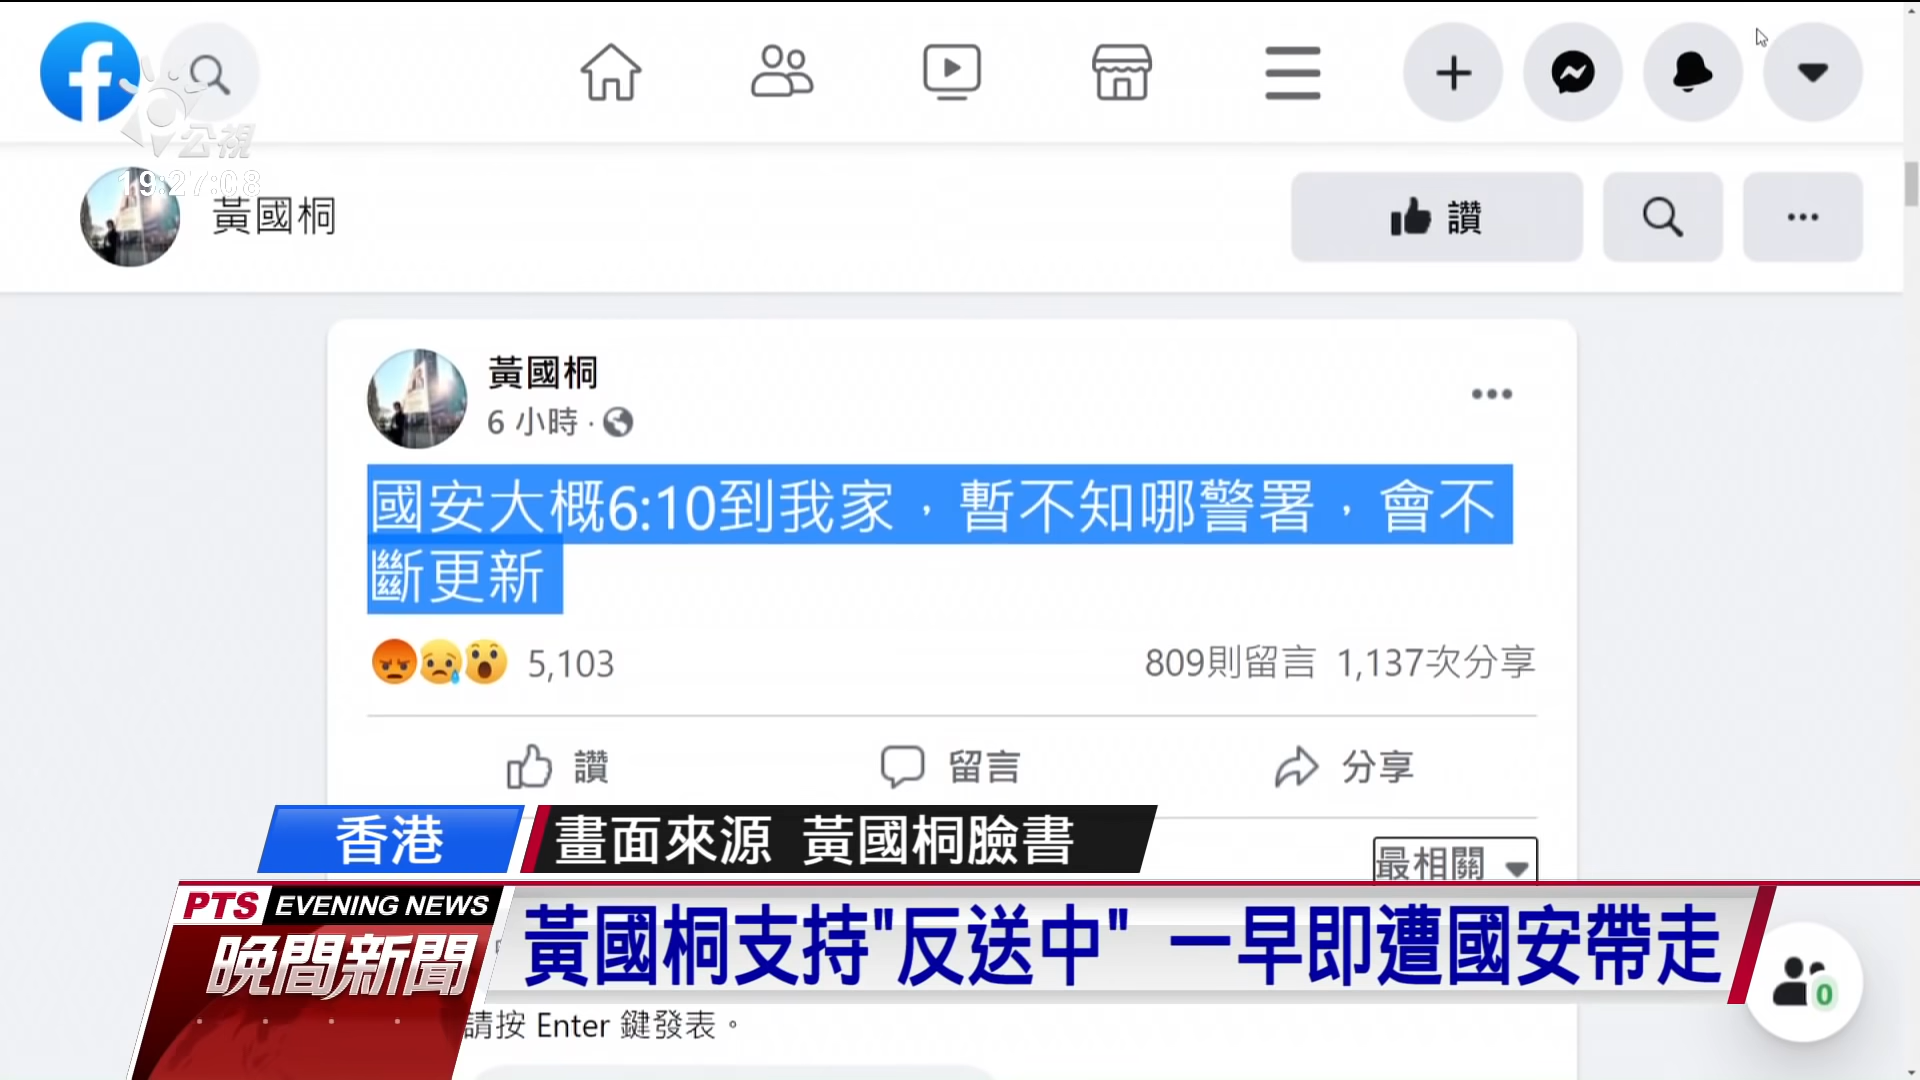 公視
19:27:08
黃國桐
讚
黃國桐
6 小時
國安大概6:10到我家，暫不知哪警署，會不
斷更新
5,103
809則留言 1,137次分享
讚
留言
分享
香港
畫面來源 黃國桐臉書
最相關
PTS EVENING NEWS
晚間新聞
黃國桐支持"反送中" 一早即遭國安帶走
0
請按 Enter 鍵發表。